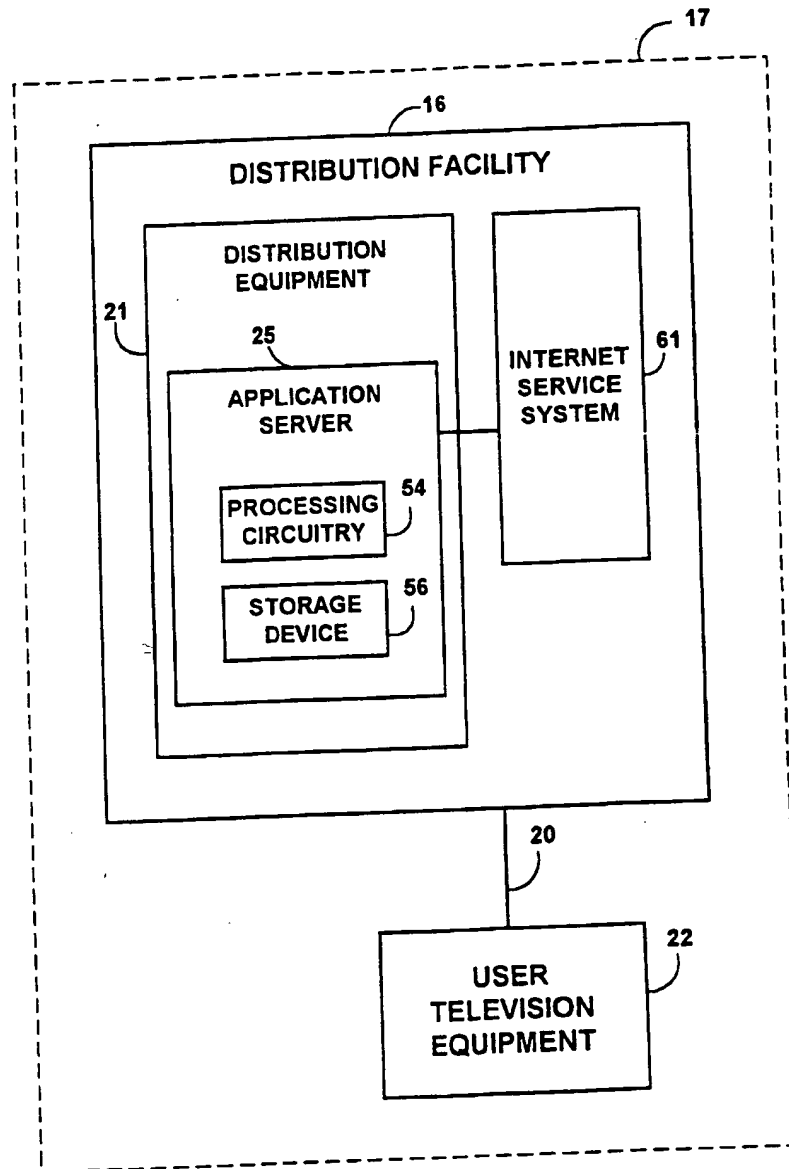 17
16
DISTRIBUTION FACILITY
DISTRIBUTION
EQUIPMENT
21
25
APPLICATION
SERVER
INTERNET
SERVICE
SYSTEM
61
PROCESSING
CIRCUITRY
54
STORAGE
DEVICE
56
20
USER
TELEVISION
EQUIPMENT
22